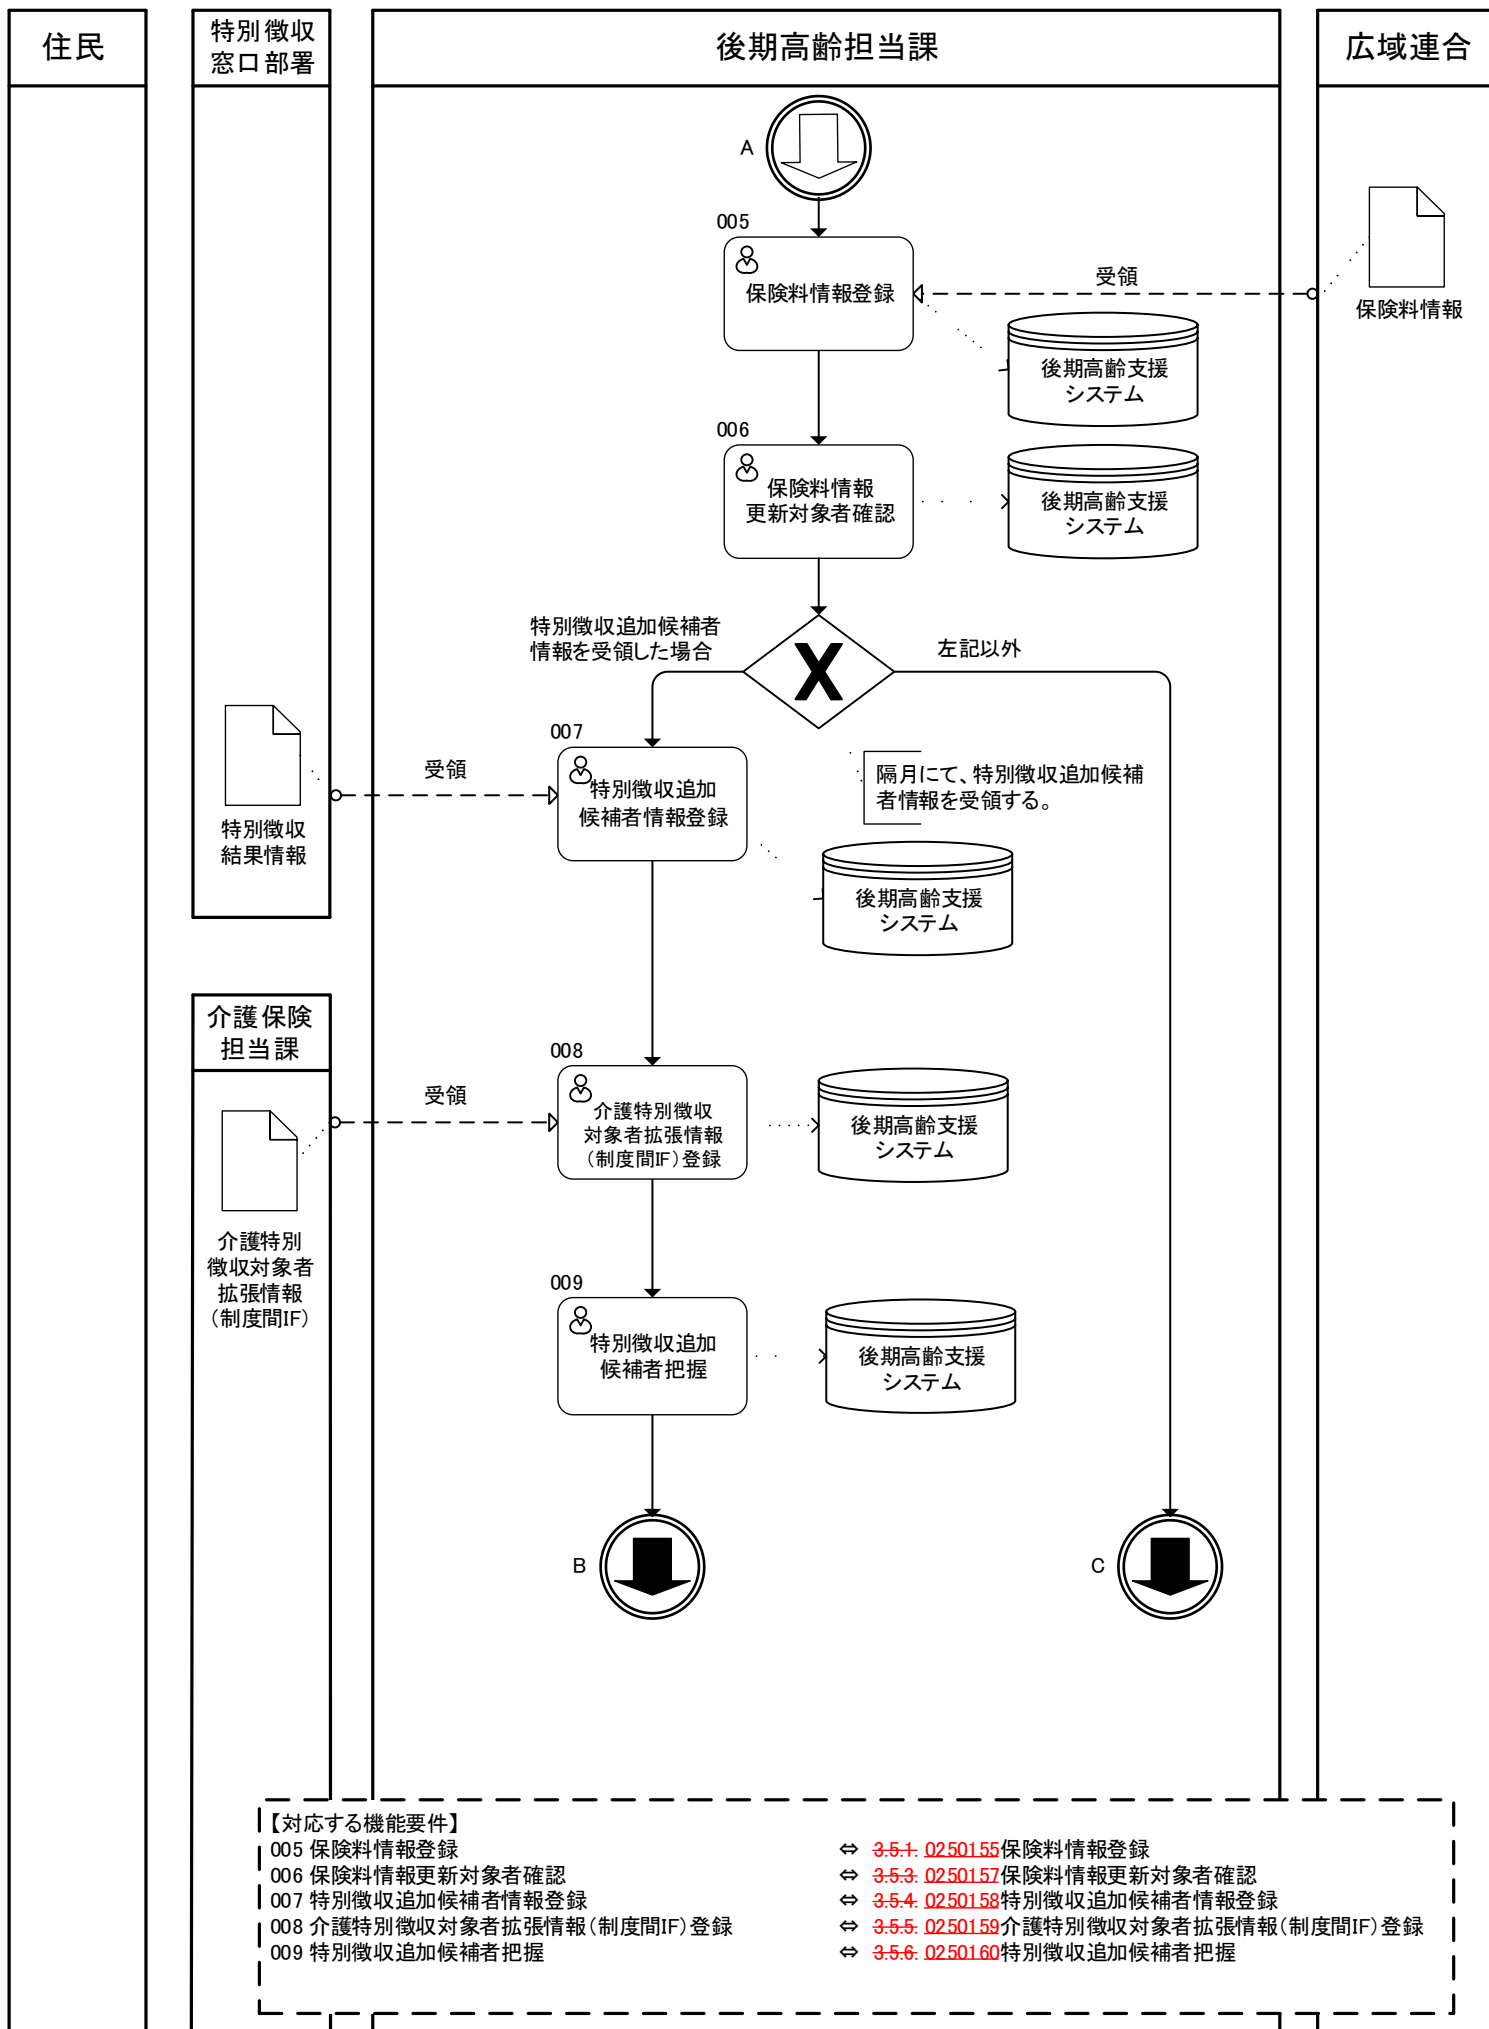 住民
特別徴収
窓口部署
後期高齢担当課
広域連合
A
005
保険料情報登録
受領
保険料情報
後期高齢支援
システム
006
保険料情報
更新対象者確認
後期高齢支援
システム
特別徴収追加候補者
情報を受領した場合
X
左記以外
007
特別徴収追加
候補者情報登録
受領
特別徴収
結果情報
隔月にて、特別徴収追加候補
者情報を受領する。
後期高齢支援
システム
介護保険
担当課
008
介護特別徴収
対象者拡張情報
（制度間IF）登録
受領
後期高齢支援
システム
介護特別
徴収対象者
拡張情報
（制度間IF）
009
特別徴収追加
候補者把握
後期高齢支援
システム
B
C
【対応する機能要件】
005 保険料情報登録 ⇔ 3.5.1. 0250155保険料情報登録
006 保険料情報更新対象者確認 ⇔ 3.5.3. 0250157保険料情報更新対象者確認
007 特別徴収追加候補者情報登録 ⇔ 3.5.4. 0250158特別徴収追加候補者情報登録
008 介護特別徴収対象者拡張情報（制度間IF）登録 ⇔ 3.5.5. 0250159介護特別徴収対象者拡張情報（制度間IF）登録
009 特別徴収追加候補者把握 ⇔ 3.5.6. 0250160特別徴収追加候補者把握